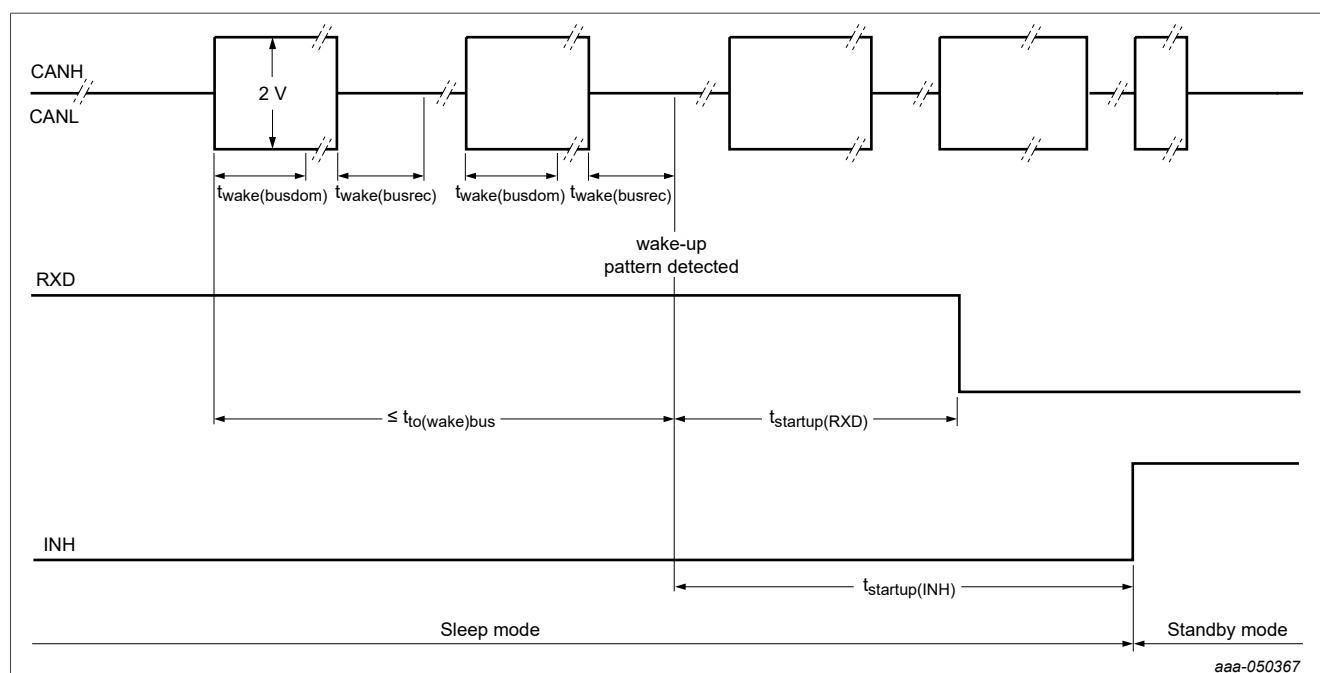 CANH
CANL
2 V
twake(busdom)
twake(busrec)
twake(busdom)
twake(busrec)
wake-up
pattern detected
RXD
≤ tto(wake)bus
tstartup(RXD)
INH
tstartup(INH)
Sleep mode
Standby mode
aaa-050367